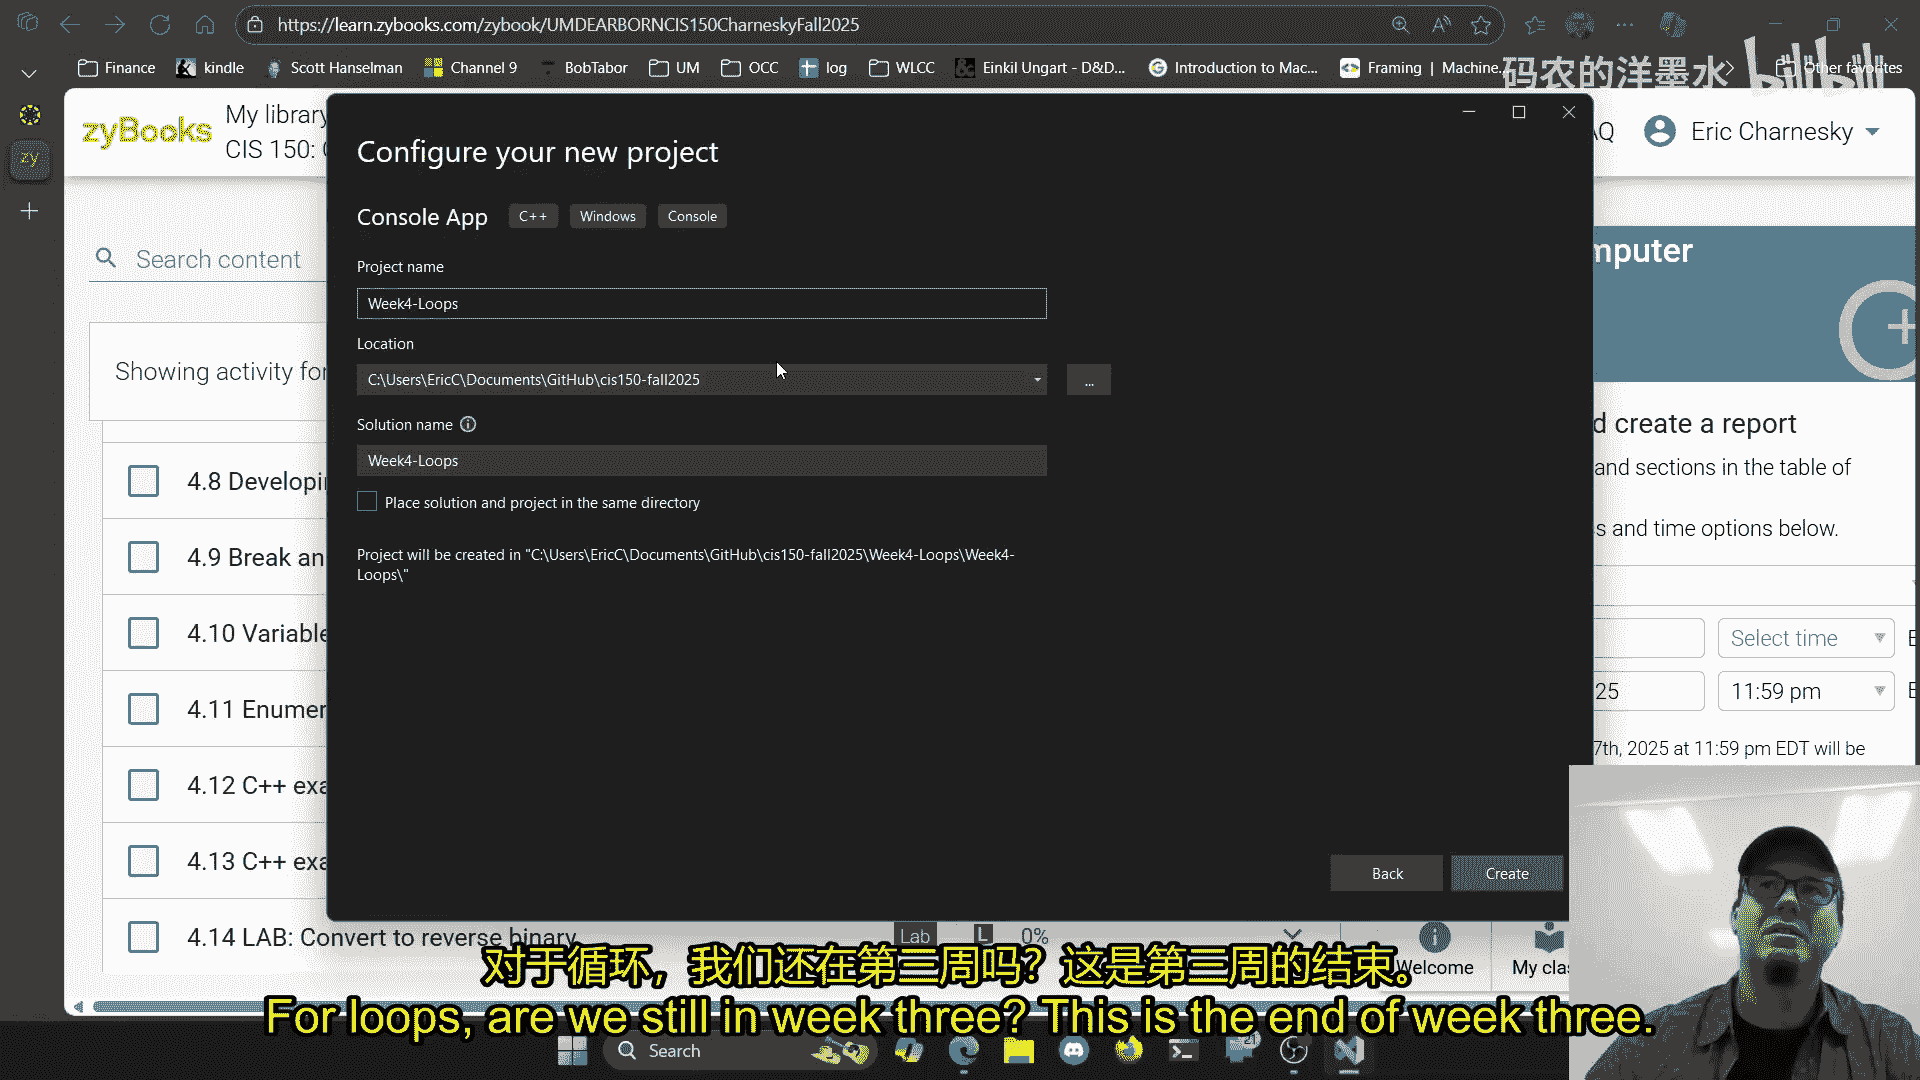 https://learn.zybooks.com/zybook/UMDEARBORNCIS150CharneskyFall2025
Finance
kindle
Scott Hanselman
Channel 9
BobTabor
UM
OCC
log
WLCC
Einkil Ungart - D&D...
Introduction to Mac...
Framing | Machine...
Other favorites
码农的洋墨水
bilibili
zyBooks
My library
CIS 150:
AQ
Eric Charnesky
zy
Search content
Showing activity for
4.8 Developin
4.9 Break an
4.10 Variable
4.11 Enumer
4.12 C++ exa
4.13 C++ exa
4.14 LAB: Convert to reverse binary
Lab
L
0%
Configure your new project
Console App
C++
Windows
Console
Project name
Week4-Loops
Location
C:\Users\EricC\Documents\GitHub\cis150-fall2025
...
Solution name
Week4-Loops
Place solution and project in the same directory
Project will be created in "C:\Users\EricC\Documents\GitHub\cis150-fall2025\Week4-Loops\Week4-
Loops\"
Back
Create
mputer
d create a report
and sections in the table of
s and time options below.
Select time
25
11:59 pm
7th, 2025 at 11:59 pm EDT will be
Welcome
My cla
对于循环，我们还在第三周吗？这是第三周的结束。
For loops, are we still in week three? This is the end of week three.
Search
21